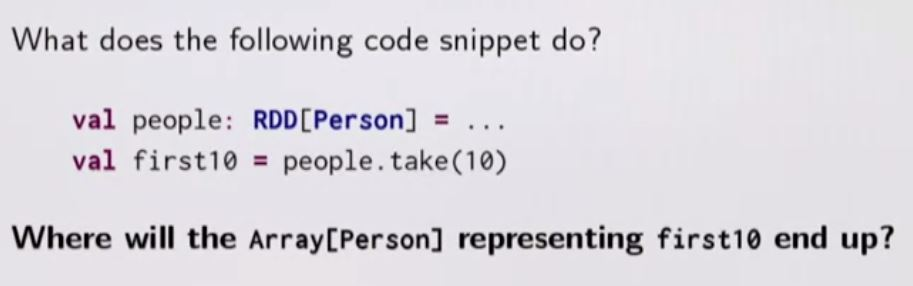 What does the following code snippet do?
val people: RDD[Person] = ...
val first10 = people.take(10)
Where will the Array[Person] representing first10 end up?